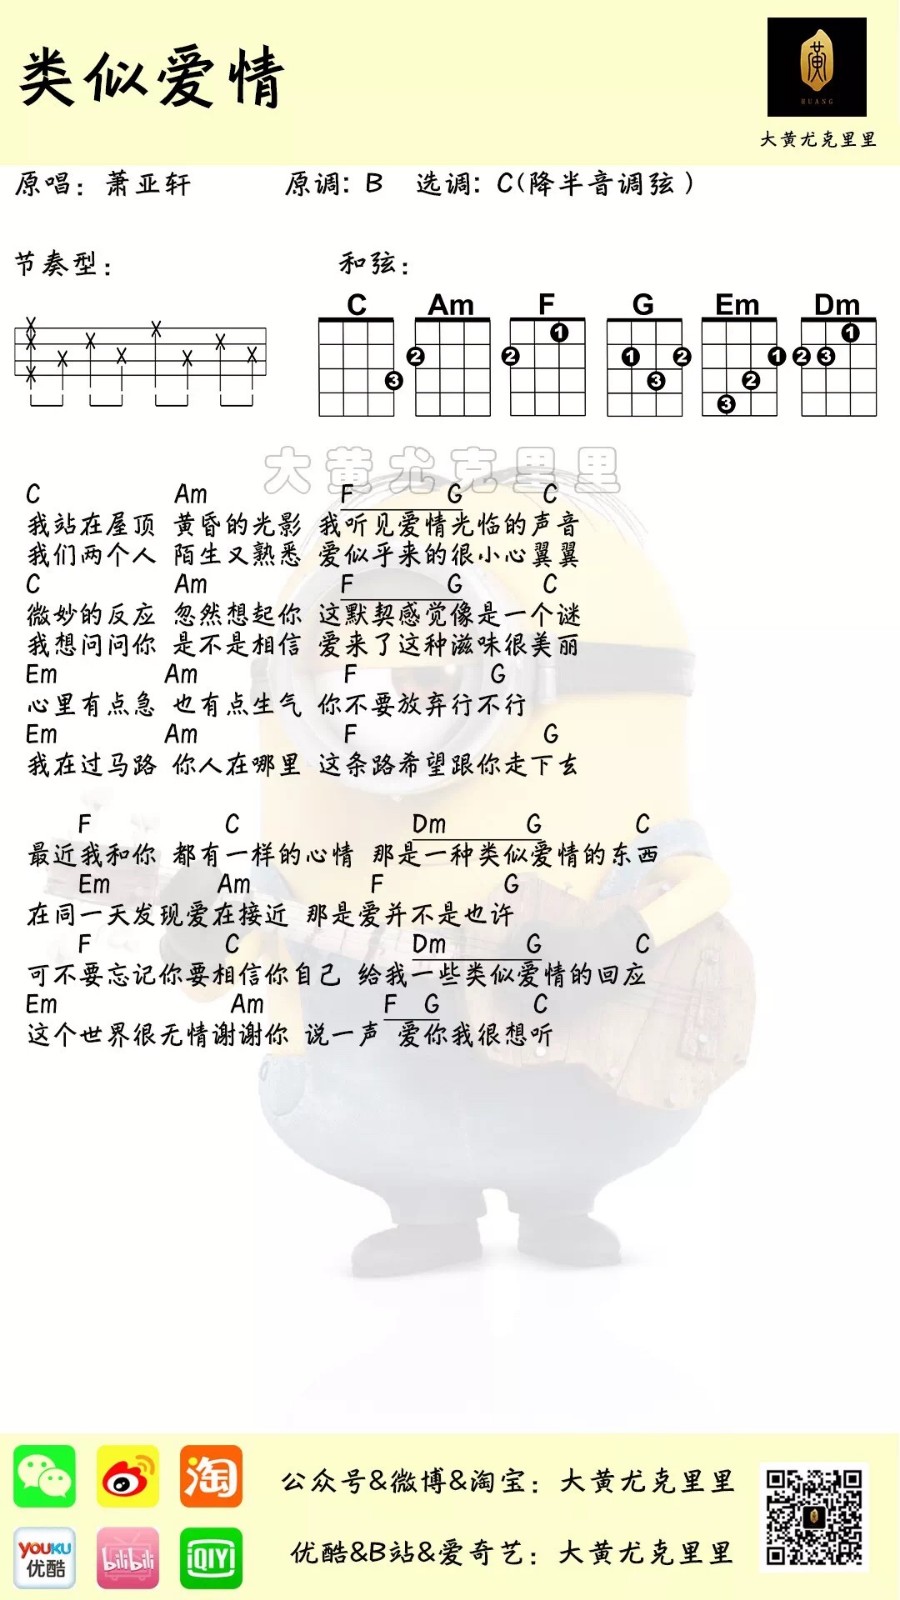 类似爱情
黄
HUANG
大黄尤克里里
原唱：萧亚轩 原调: B 选调: C(降半音调弦)
节奏型: 和弦:
C Am F G Em Dm
3 2 2 1 1 3 2 3 2 1 2 3 1
大黄尤克里里
C Am F G C
我站在屋顶 黄昏的光影 我听见爱情光临的声音
我们两个人 陌生又熟悉 爱似乎来的很小心翼翼
C Am F G C
微妙的反应 忽然想起你 这默契感觉像是一个谜
我想问问你 是不是相信 爱来了这种滋味很美丽
Em Am F G
心里有点急 也有点生气 你不要放弃行不行
Em Am F G
我在过马路 你人在哪里 这条路希望跟你走下去
F C Dm G C
最近我和你 都有一样的心情 那是一种类似爱情的东西
Em Am F G
在同一天发现爱在接近 那是爱并不是也许
F C Dm G C
可不要忘记你要相信你自己 给我一些类似爱情的回应
Em Am F G C
这个世界很无情谢谢你 说一声 爱你我很想听
淘
公众号&微博&淘宝：大黄尤克里里
YOUKU
优酷
bilibili
iQIYI
优酷&B站&爱奇艺：大黄尤克里里